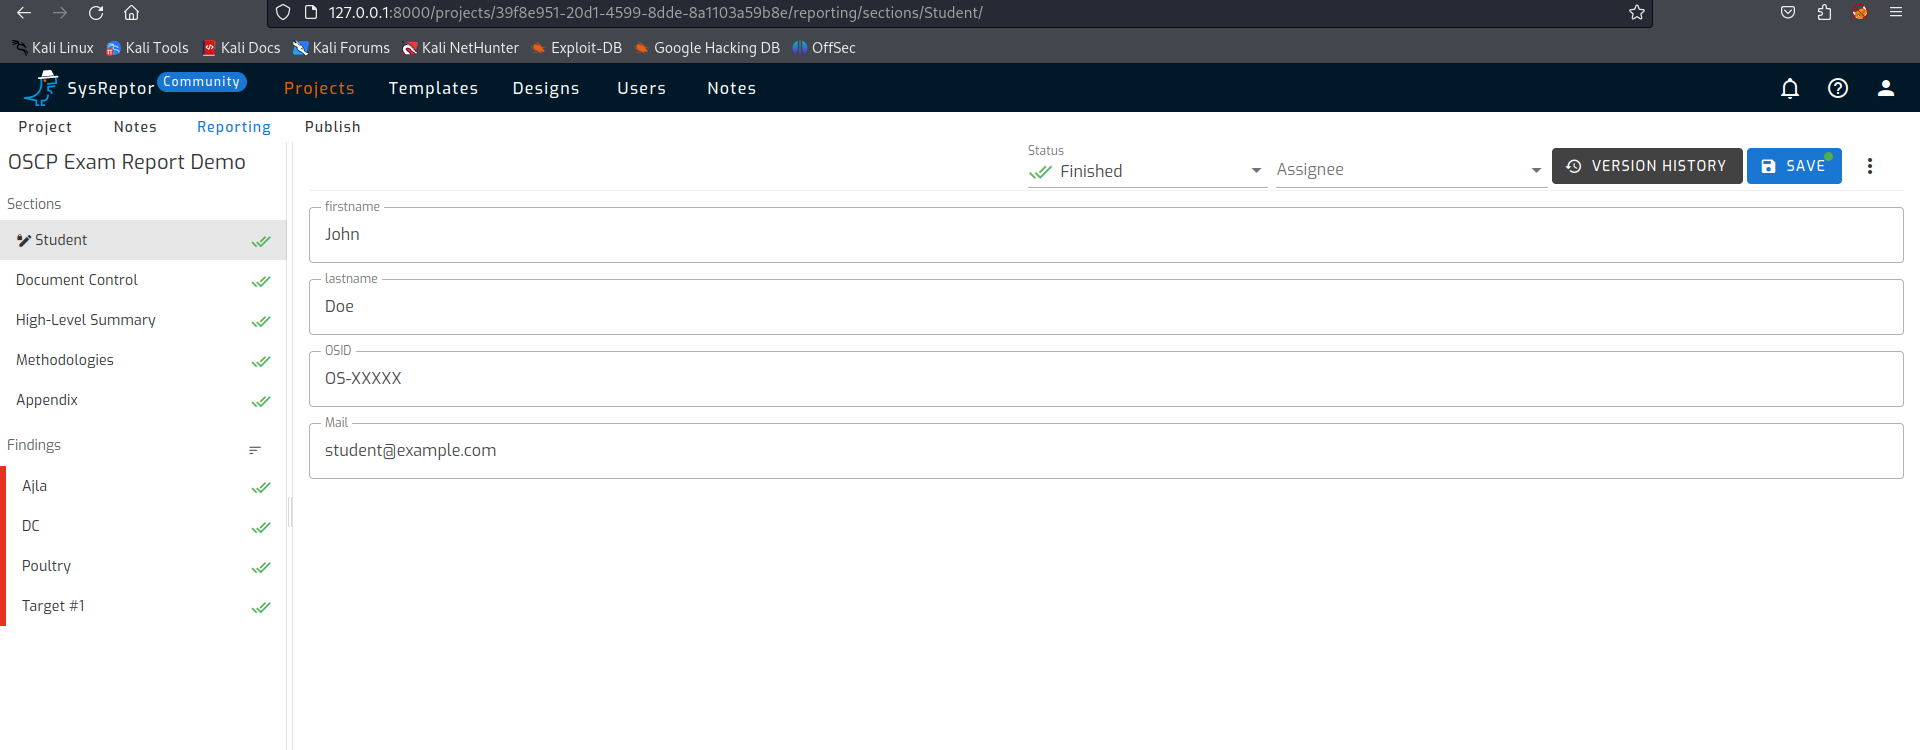 127.0.0.1:8000/projects/39f8e951-20d1-4599-8dde-8a1103a59b8e/reporting/sections/Student/
Kali Linux Kali Tools Kali Docs Kali Forums Kali NetHunter Exploit-DB Google Hacking DB OffSec
SysReptor Community Projects Templates Designs Users Notes
Project Notes Reporting Publish
OSCP Exam Report Demo
Sections
Student
Document Control
High-Level Summary
Methodologies
Appendix
Findings
Ajla
DC
Poultry
Target #1
Status
Finished Assignee VERSION HISTORY SAVE
firstname
John
lastname
Doe
OSID
OS-XXXXX
Mail
student@example.com